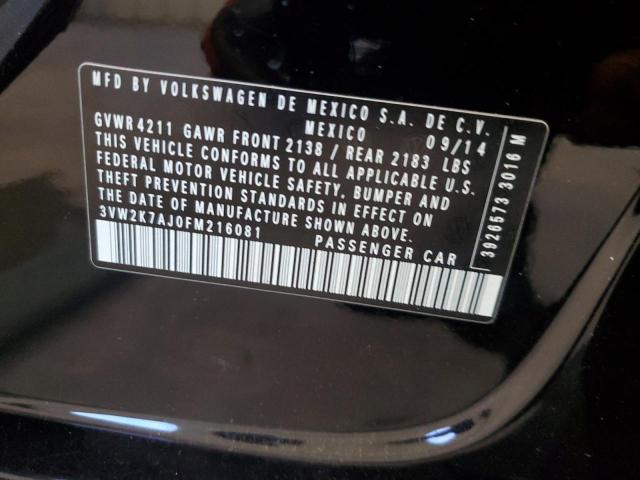 MFD BY VOLKSWAGEN DE MEXICO S.A. DE C.V.
MEXICO 09/14
GVWR 4211 GAWR FRONT 2138 / REAR 2183 LBS
THIS VEHICLE CONFORMS TO ALL APPLICABLE U.S.
FEDERAL MOTOR VEHICLE SAFETY, BUMPER AND
THEFT PREVENTION STANDARDS IN EFFECT ON
THE DATE OF MANUFACTURE SHOWN ABOVE.
3VW2K7AJ0FM216081 PASSENGER CAR
3926573 3016 M